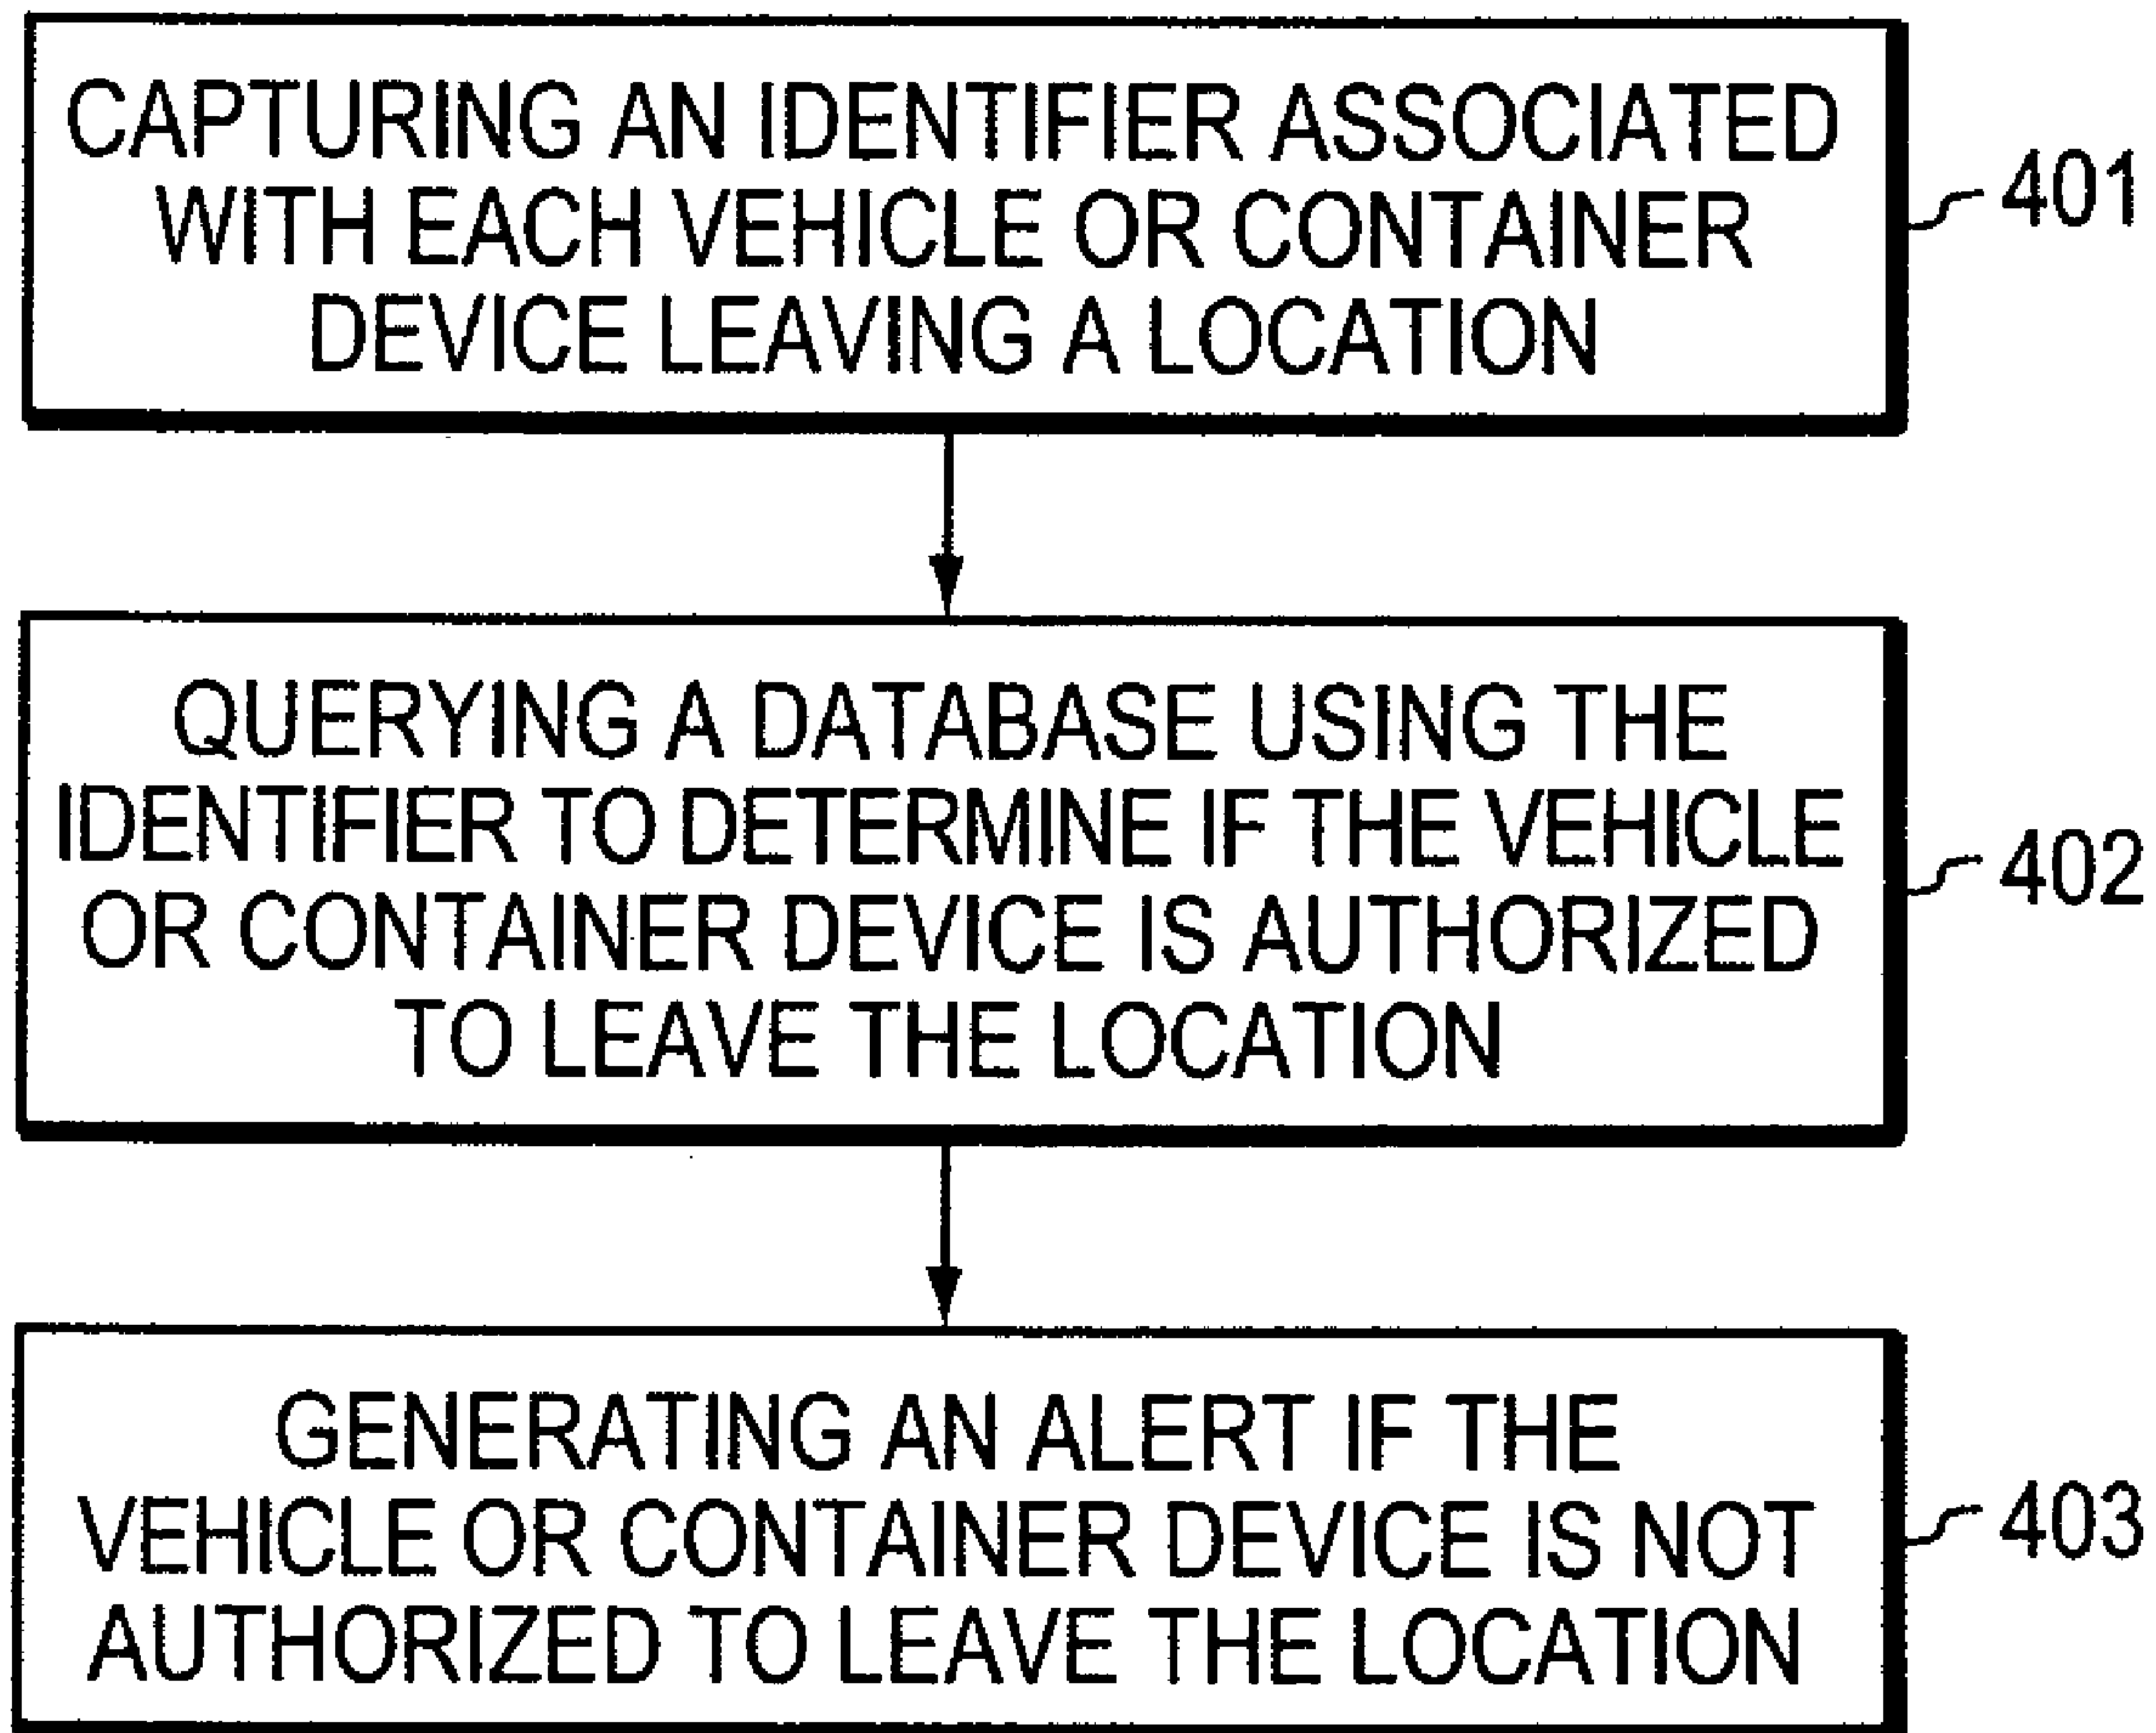 CAPTURING AN IDENTIFIER ASSOCIATED
WITH EACH VEHICLE OR CONTAINER
DEVICE LEAVING A LOCATION
401
QUERYING A DATABASE USING THE
IDENTIFIER TO DETERMINE IF THE VEHICLE
OR CONTAINER DEVICE IS AUTHORIZED
TO LEAVE THE LOCATION
402
GENERATING AN ALERT IF THE
VEHICLE OR CONTAINER DEVICE IS NOT
AUTHORIZED TO LEAVE THE LOCATION
403